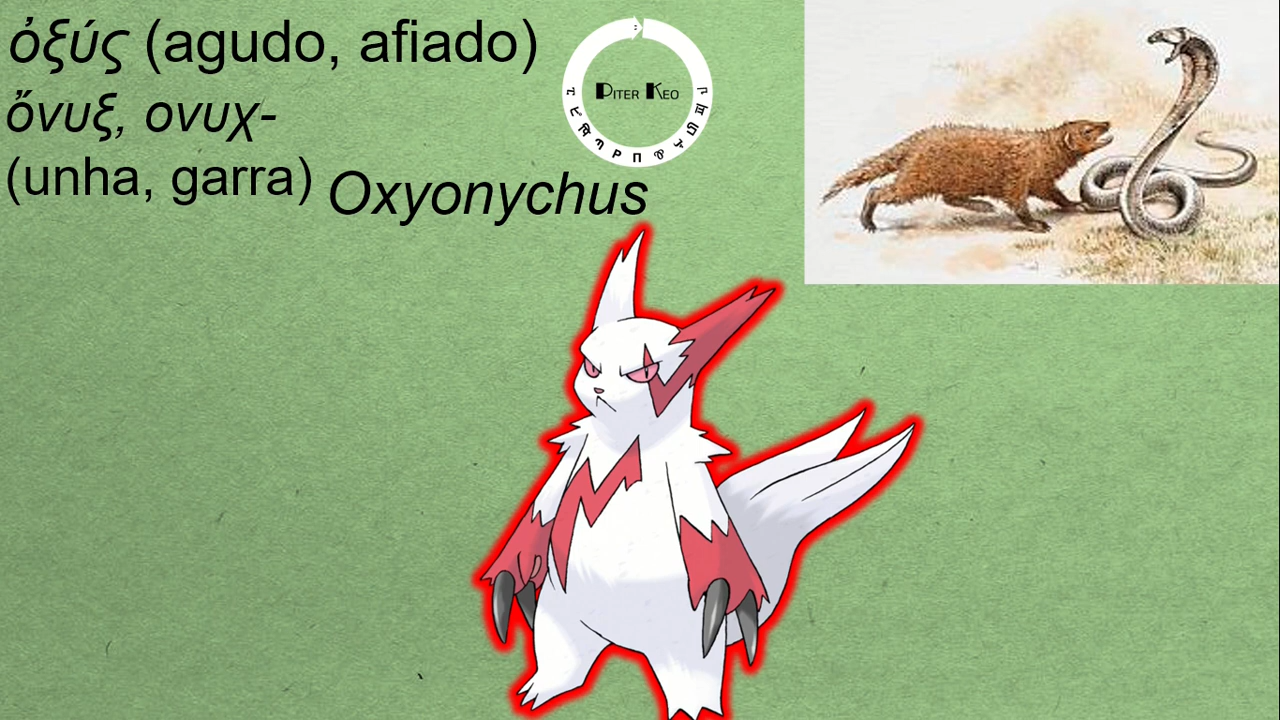 ὀξύς (agudo, afiado)
ὄνυξ, ονυχ-
(unha, garra)
Oxyonychus
PITER KEO